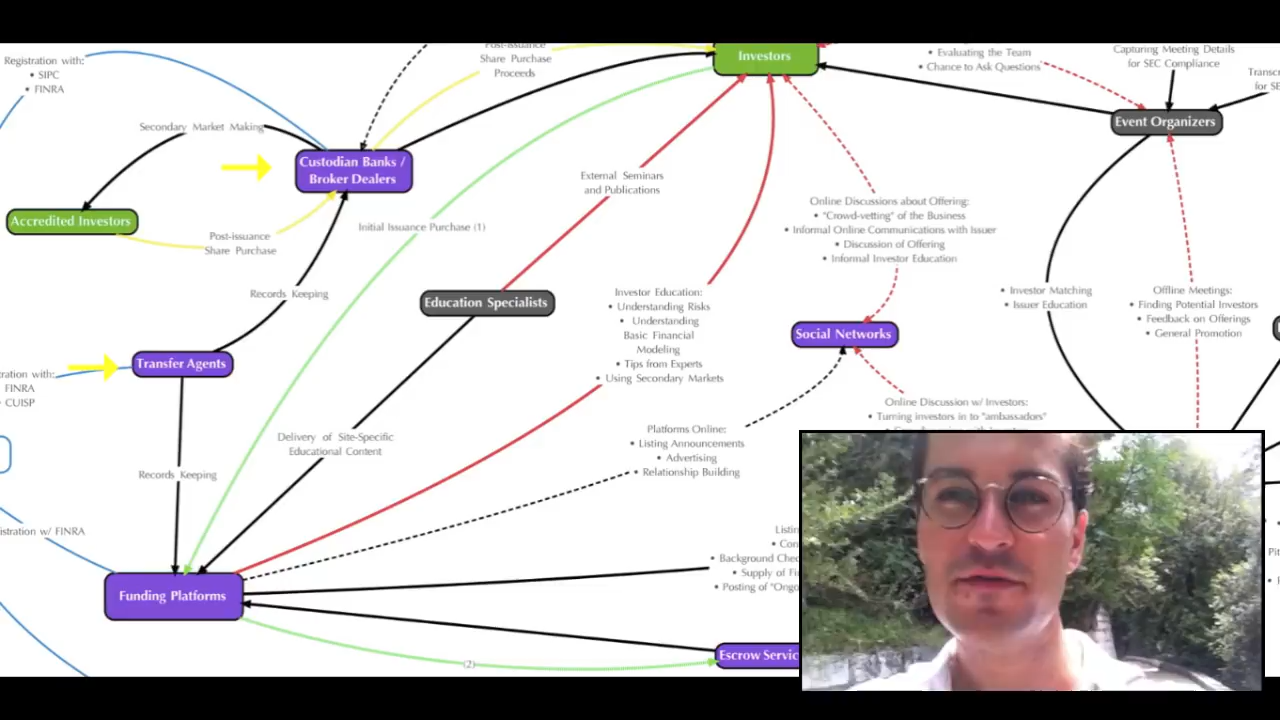 Post-issuance
Share Purchase
Proceeds
Investors
• Evaluating the Team
• Chance to Ask Questions
Capturing Meeting Details
for SEC Compliance
for
Registration with:
• SIPC
• FINRA
Secondary Market Making
Event Organizers
Custodian Banks /
Broker Dealers
External Seminars
and Publications
Accredited Investors
Initial Issuance Purchase (1)
Post-issuance
Share Purchase
Online Discussions about Offering:
• "Crowd-vetting" of the Business
• Informal Online Communications with Issuer
• Discussion of Offering
• Informal Investor Education
Records Keeping
Education Specialists
Investor Education:
• Understanding Risks
• Understanding
Basic Financial
Modeling
• Tips from Experts
• Using Secondary Markets
• Investor Matching
• Issuer Education
Offline Meetings:
• Finding Potential Investors
• Feedback on Offerings
• General Promotion
Social Networks
Transfer Agents
with:
FINRA
CUISP
Online Discussion w/ Investors:
• Turning investors in to "ambassadors"
Platforms Online:
• Listing Announcements
• Advertising
• Relationship Building
Delivery of Site-Specific
Educational Content
Records Keeping
w/ FINRA
• Background
• Supply of
• Posting of
Funding Platforms
Escrow
(2)